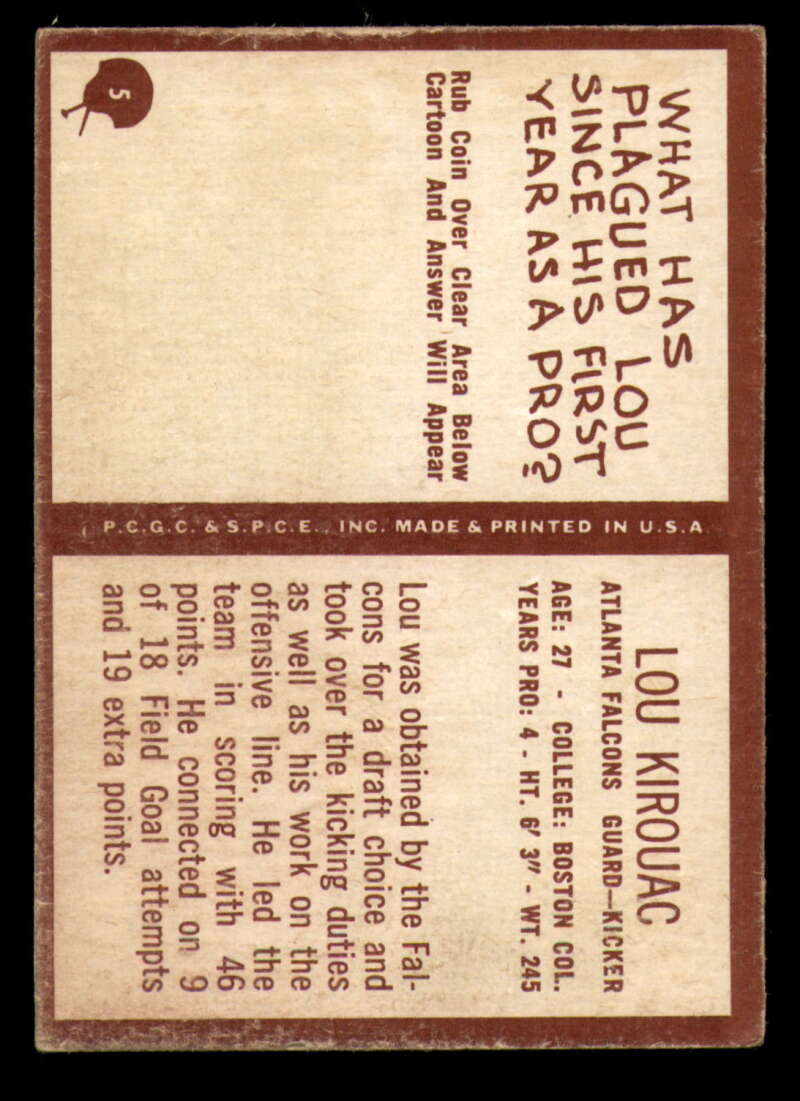 5
WHAT HAS
PLAGUED LOU
SINCE HIS FIRST
YEAR AS A PRO?
Rub Coin Over Clear Area Below
Cartoon And Answer Will Appear
P.C.G.C. & S.P.C.E., INC. MADE & PRINTED IN U.S.A.
LOU KIROUAC
ATLANTA FALCONS GUARD—KICKER
AGE: 27 - COLLEGE: BOSTON COL.
YEARS PRO: 4 - HT. 6' 3" - WT. 245
Lou was obtained by the Fal-
cons for a draft choice and
took over the kicking duties
as well as his work on the
offensive line. He led the
team in scoring with 46
points. He connected on 9
of 18 Field Goal attempts
and 19 extra points.